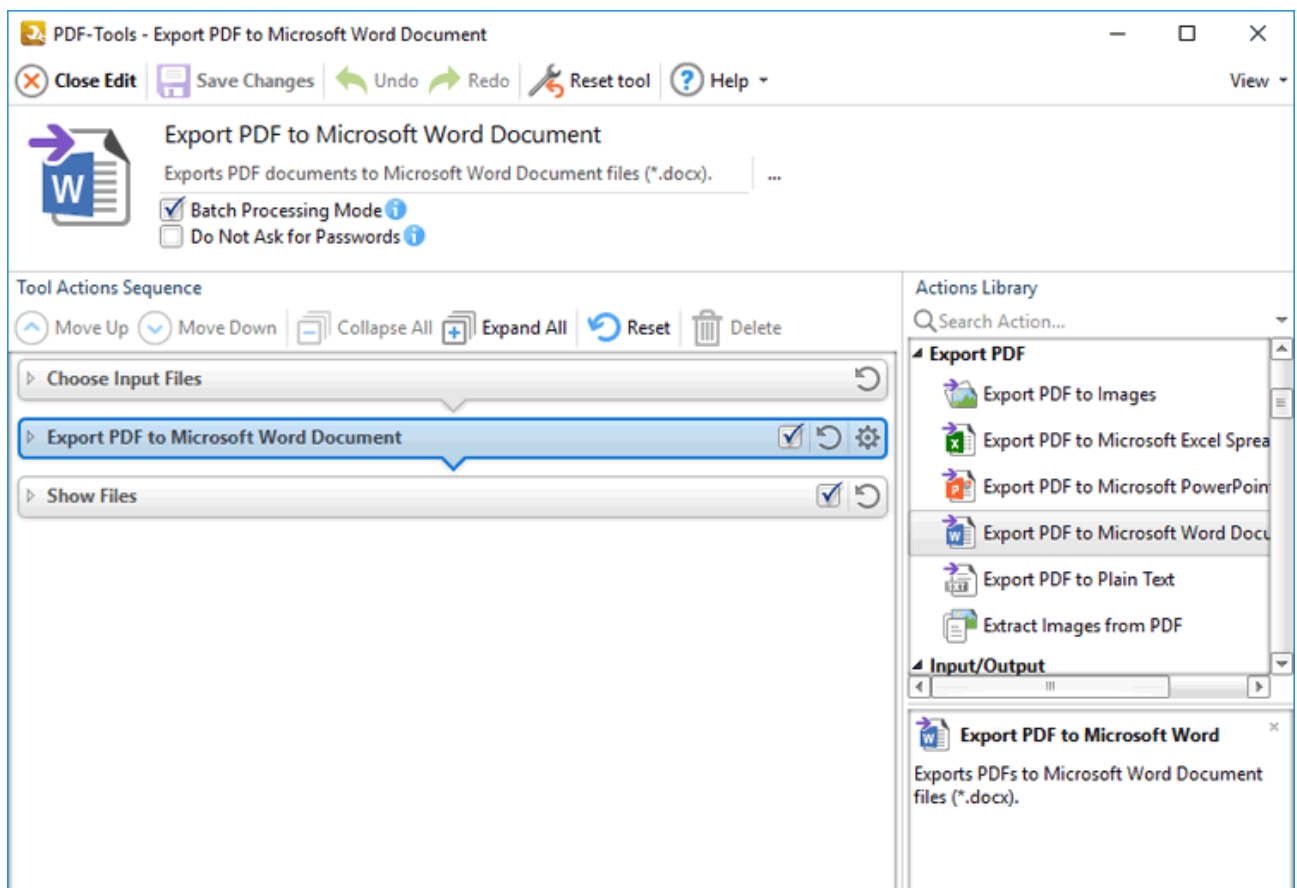 PDF-Tools - Export PDF to Microsoft Word Document
Close Edit Save Changes Undo Redo Reset tool Help View
Export PDF to Microsoft Word Document
Exports PDF documents to Microsoft Word Document files (*.docx). ...
Batch Processing Mode
Do Not Ask for Passwords
Tool Actions Sequence
Move Up Move Down Collapse All Expand All Reset Delete
Choose Input Files
Export PDF to Microsoft Word Document
Show Files
Actions Library
Search Action...
Export PDF
Export PDF to Images
Export PDF to Microsoft Excel Sprea
Export PDF to Microsoft PowerPoin
Export PDF to Microsoft Word Docu
Export PDF to Plain Text
Extract Images from PDF
Input/Output
Export PDF to Microsoft Word
Exports PDFs to Microsoft Word Document
files (*.docx).